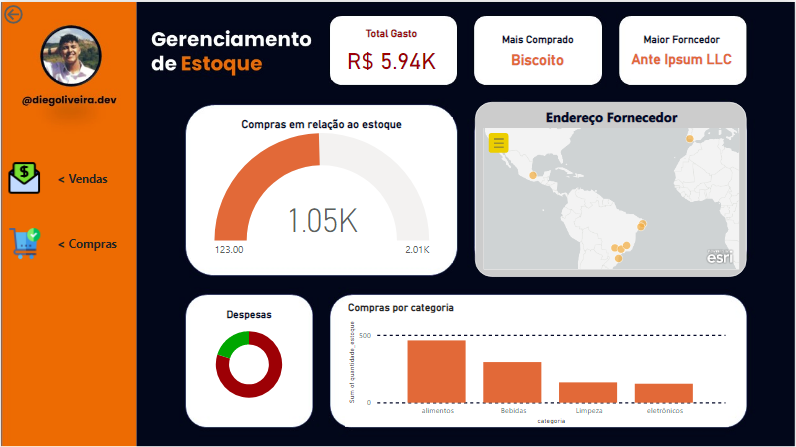 Gerenciamento
de Estoque
@diegoliveira.dev
< Vendas
< Compras
Total Gasto
R$ 5.94K
Mais Comprado
Biscoito
Maior Forncedor
Ante Ipsum LLC
Compras em relação ao estoque
1.05K
123.00
2.01K
Endereço Fornecedor
esri
Despesas
Compras por categoria
Sum of quantidade_estoque
500
0
alimentos
Bebidas
Limpeza
eletrônicos
categoria